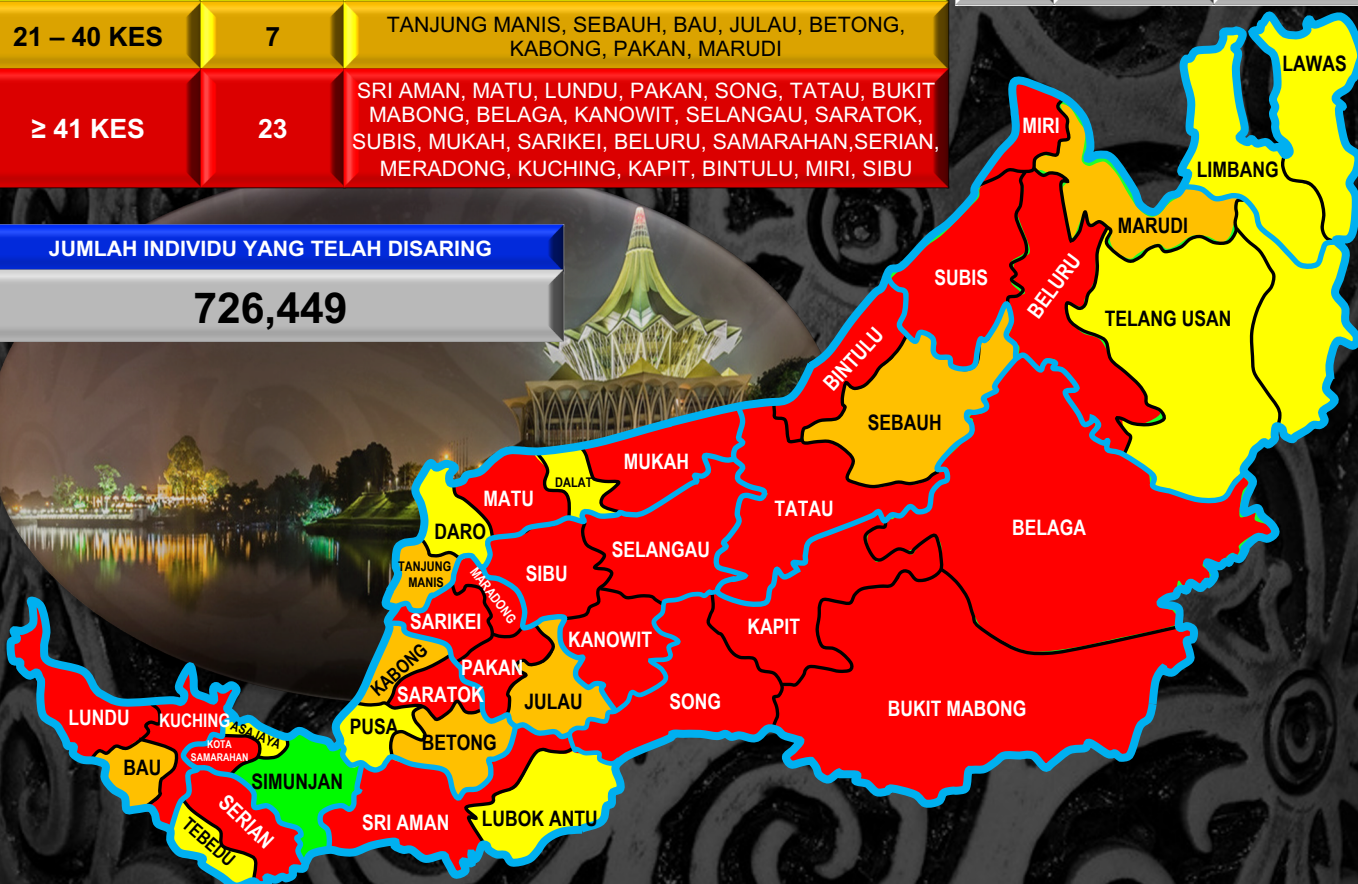 21 – 40 KES
7
TANJUNG MANIS, SEBAUH, BAU, JULAU, BETONG,
KABONG, PAKAN, MARUDI
≥ 41 KES
23
SRI AMAN, MATU, LUNDU, PAKAN, SONG, TATAU, BUKIT
MABONG, BELAGA, KANOWIT, SELANGAU, SARATOK,
SUBIS, MUKAH, SARIKEI, BELURU, SAMARAHAN,SERIAN,
MERADONG, KUCHING, KAPIT, BINTULU, MIRI, SIBU
JUMLAH INDIVIDU YANG TELAH DISARING
726,449
LAWAS
MIRI
LIMBANG
MARUDI
SUBIS
BELURU
TELANG USAN
BINTULU
SEBAUH
MUKAH
DALAT
MATU
TATAU
BELAGA
DARO
SELANGAU
TANJUNG
MANIS
SIBU
MARADONG
SARIKEI
KAPIT
KANOWIT
KABONG
PAKAN
SARATOK
JULAU
SONG
BUKIT MABONG
LUNDU
KUCHING
ASAJAYA
PUSA
BETONG
KOTA
SAMARAHAN
BAU
SIMUNJAN
SERIAN
SRI AMAN
LUBOK ANTU
TEBEDU